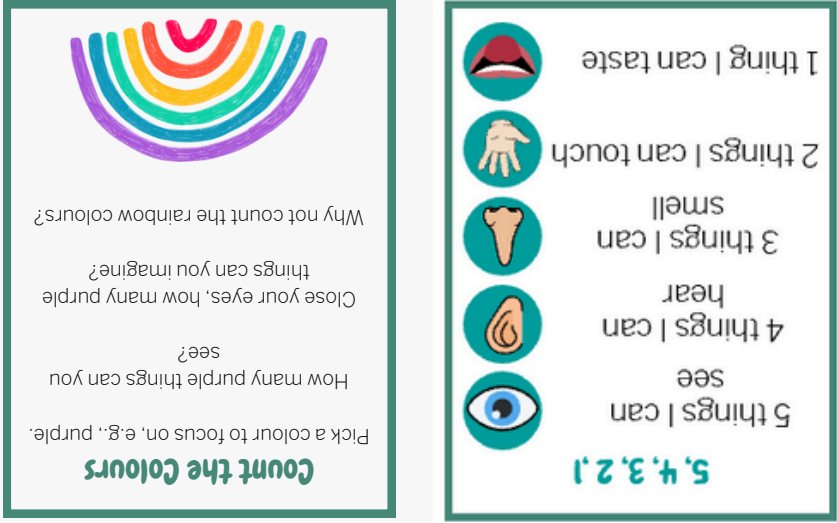 5, 4, 3, 2 ,1
5 things I can
see
4 things I can
hear
3 things I can
smell
2 things I can touch
1 thing I can taste
Count the Colours
Pick a colour to focus on, e.g., purple.
How many purple things can you
see?
Close your eyes, how many purple
things can you imagine?
Why not count the rainbow colours?